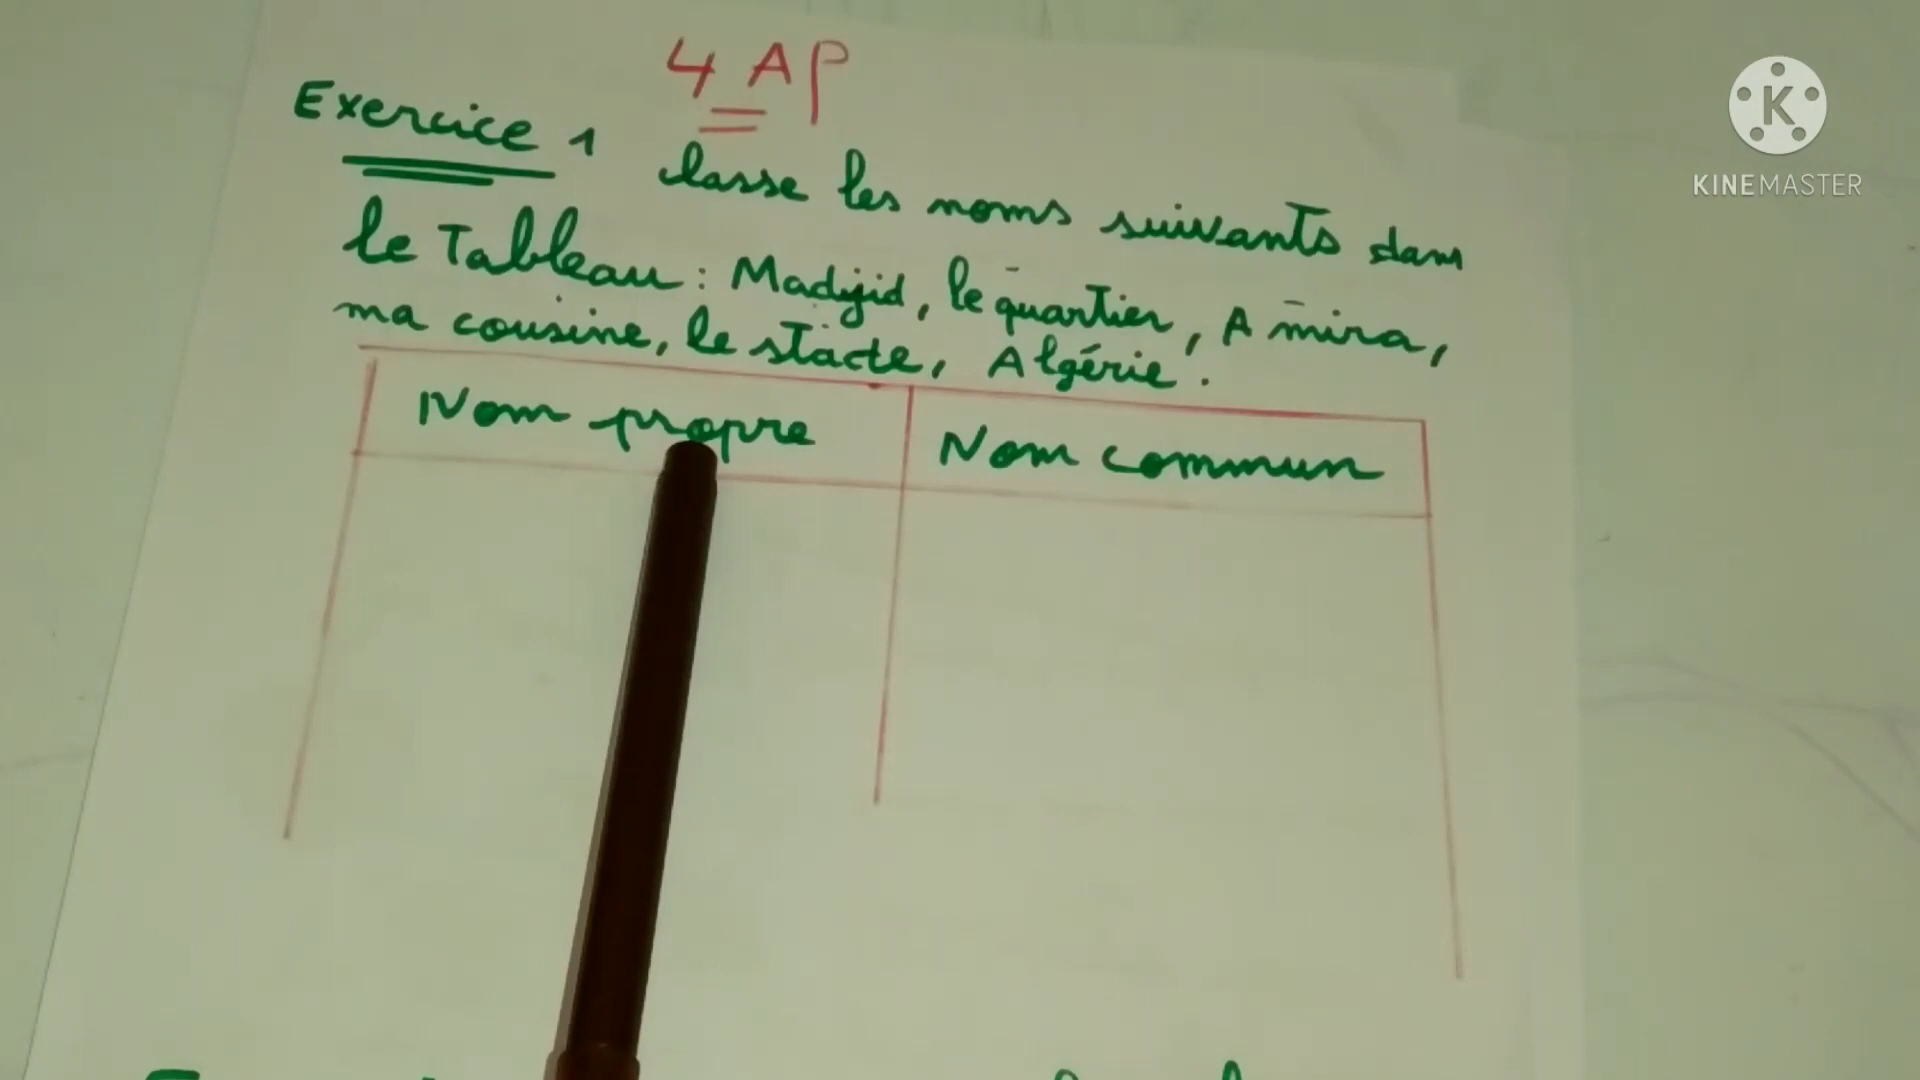 4 AP
Exercice 1 classe les noms suivants dans
le Tableau : Madjid, le quartier, Amira,
ma cousine, le stade, Algérie.
Nom propre
Nom commun
K
KINEMASTER